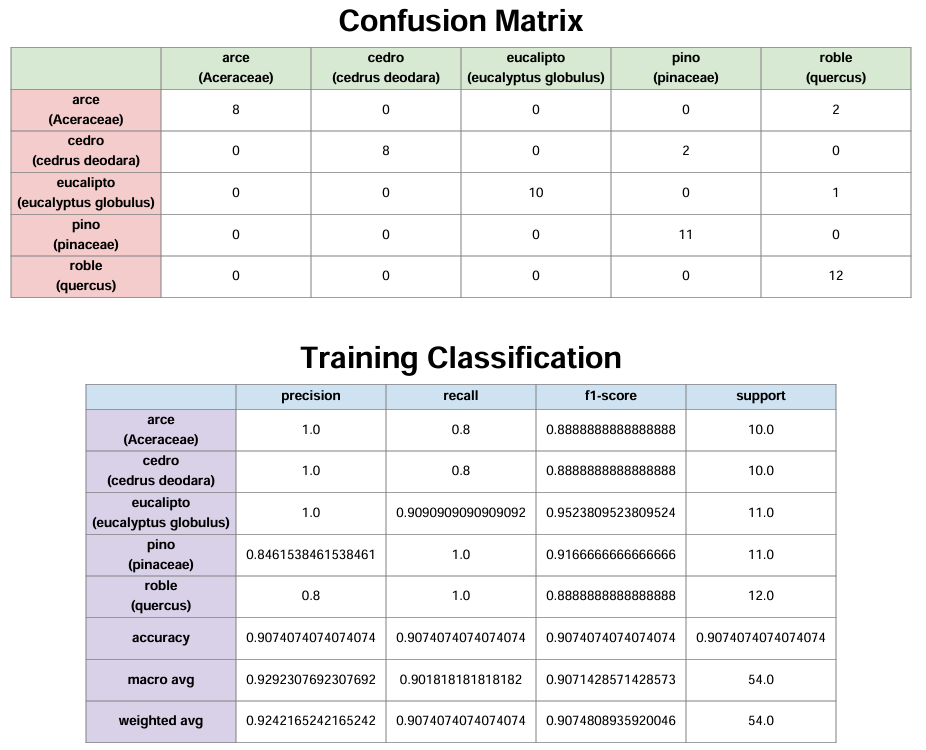 Confusion Matrix
arce (Aceraceae) cedro (cedrus deodara) eucalipto (eucalyptus globulus) pino (pinaceae) roble (quercus)
arce (Aceraceae) 8 0 0 0 2
cedro (cedrus deodara) 0 8 0 2 0
eucalipto (eucalyptus globulus) 0 0 10 0 1
pino (pinaceae) 0 0 0 11 0
roble (quercus) 0 0 0 0 12
Training Classification
precision recall f1-score support
arce (Aceraceae) 1.0 0.8 0.8888888888888888 10.0
cedro (cedrus deodara) 1.0 0.8 0.8888888888888888 10.0
eucalipto (eucalyptus globulus) 1.0 0.9090909090909092 0.9523809523809524 11.0
pino (pinaceae) 0.8461538461538461 1.0 0.9166666666666666 11.0
roble (quercus) 0.8 1.0 0.8888888888888888 12.0
accuracy 0.9074074074074074 0.9074074074074074 0.9074074074074074 0.9074074074074074
macro avg 0.9292307692307692 0.901818181818182 0.9071428571428573 54.0
weighted avg 0.9242165242165242 0.9074074074074074 0.9074808935920046 54.0